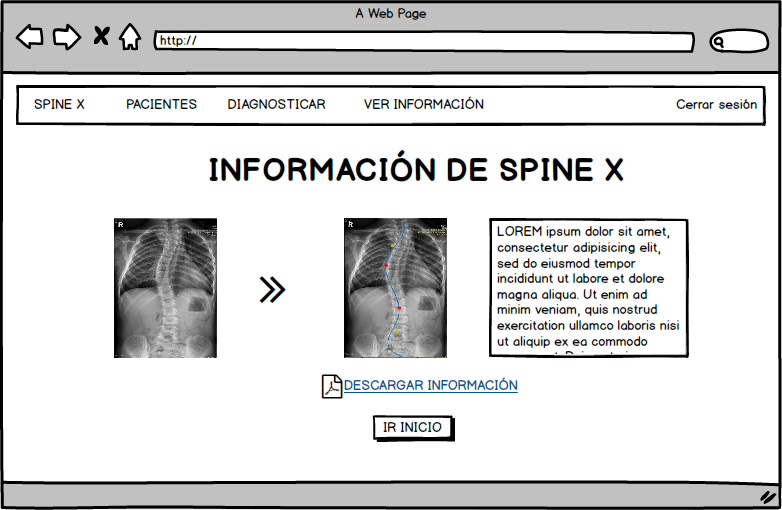 A Web Page
http://
SPINE X PACIENTES DIAGNOSTICAR VER INFORMACIÓN Cerrar sesión
INFORMACIÓN DE SPINE X
R
R
LOREM ipsum dolor sit amet,
consectetur adipisicing elit,
sed do eiusmod tempor
incididunt ut labore et dolore
magna aliqua. Ut enim ad
minim veniam, quis nostrud
exercitation ullamco laboris nisi
ut aliquip ex ea commodo
DESCARGAR INFORMACIÓN
IR INICIO